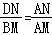 DN/BM = AN/AM